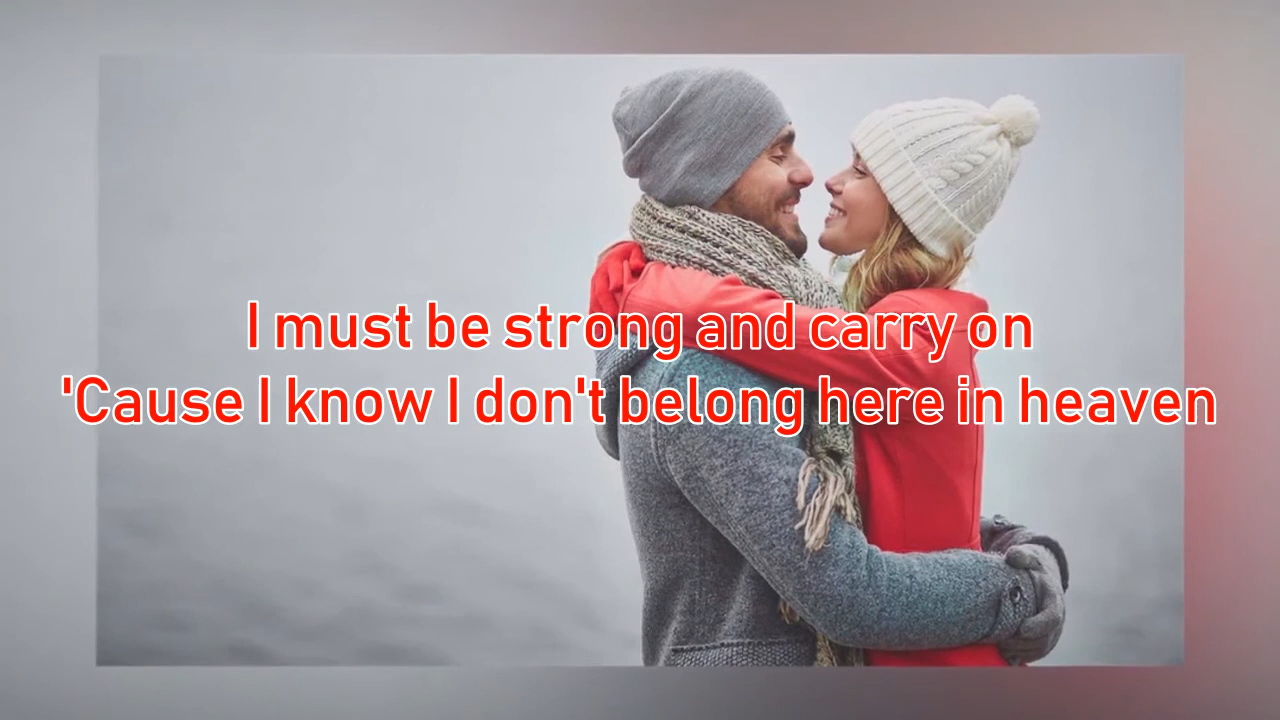 I must be strong and carry on
'Cause I know I don't belong here in heaven